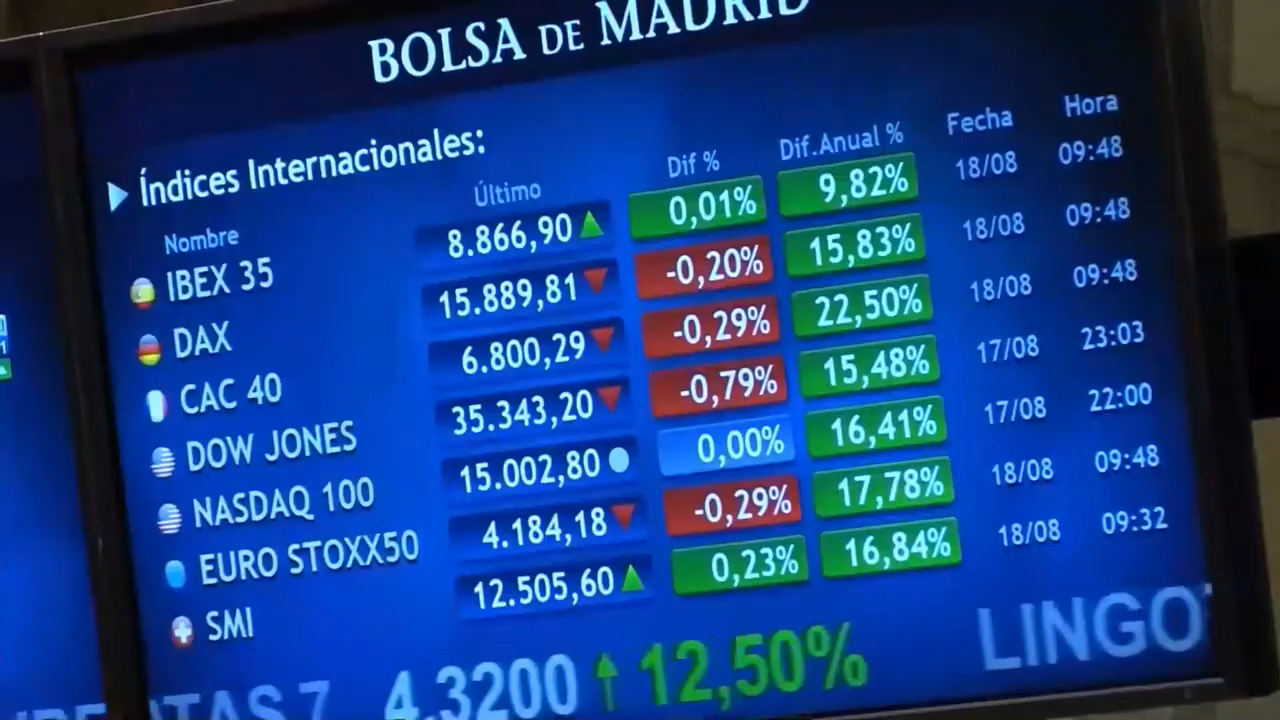 BOLSA DE MADRID
Índices Internacionales:
Nombre Último Dif % Dif.Anual % Fecha Hora
IBEX 35 8.866,90 0,01% 9,82% 18/08 09:48
DAX 15.889,81 -0,20% 15,83% 18/08 09:48
CAC 40 6.800,29 -0,29% 22,50% 18/08 09:48
DOW JONES 35.343,20 -0,79% 15,48% 17/08 23:03
NASDAQ 100 15.002,80 0,00% 16,41% 17/08 22:00
EURO STOXX50 4.184,18 -0,29% 17,78% 18/08 09:48
SMI 12.505,60 0,23% 16,84% 18/08 09:32
7 4.3200 ↑ 12,50% LINGO